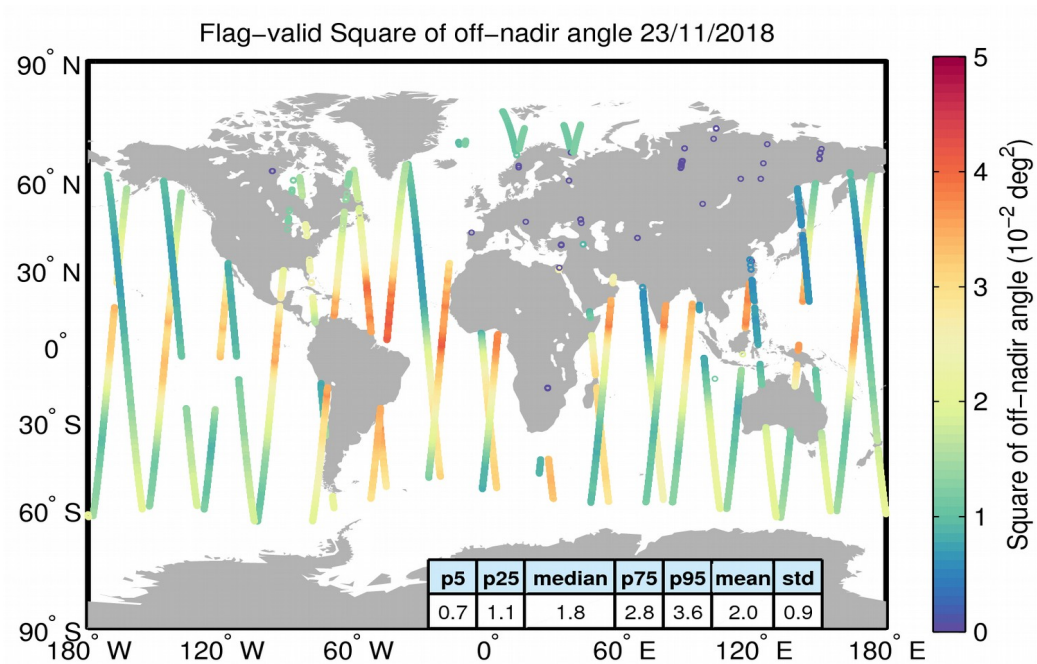 Flag−valid Square of off−nadir angle 23/11/2018
90° N
60° N
30° N
0°
30° S
60° S
90° S
180° W
120° W
60° W
0°
60° E
120° E
180° E
p5 p25 median p75 p95 mean std
0.7 1.1 1.8 2.8 3.6 2.0 0.9
5
4
3
2
1
0
Square of off−nadir angle (10⁻² deg²)